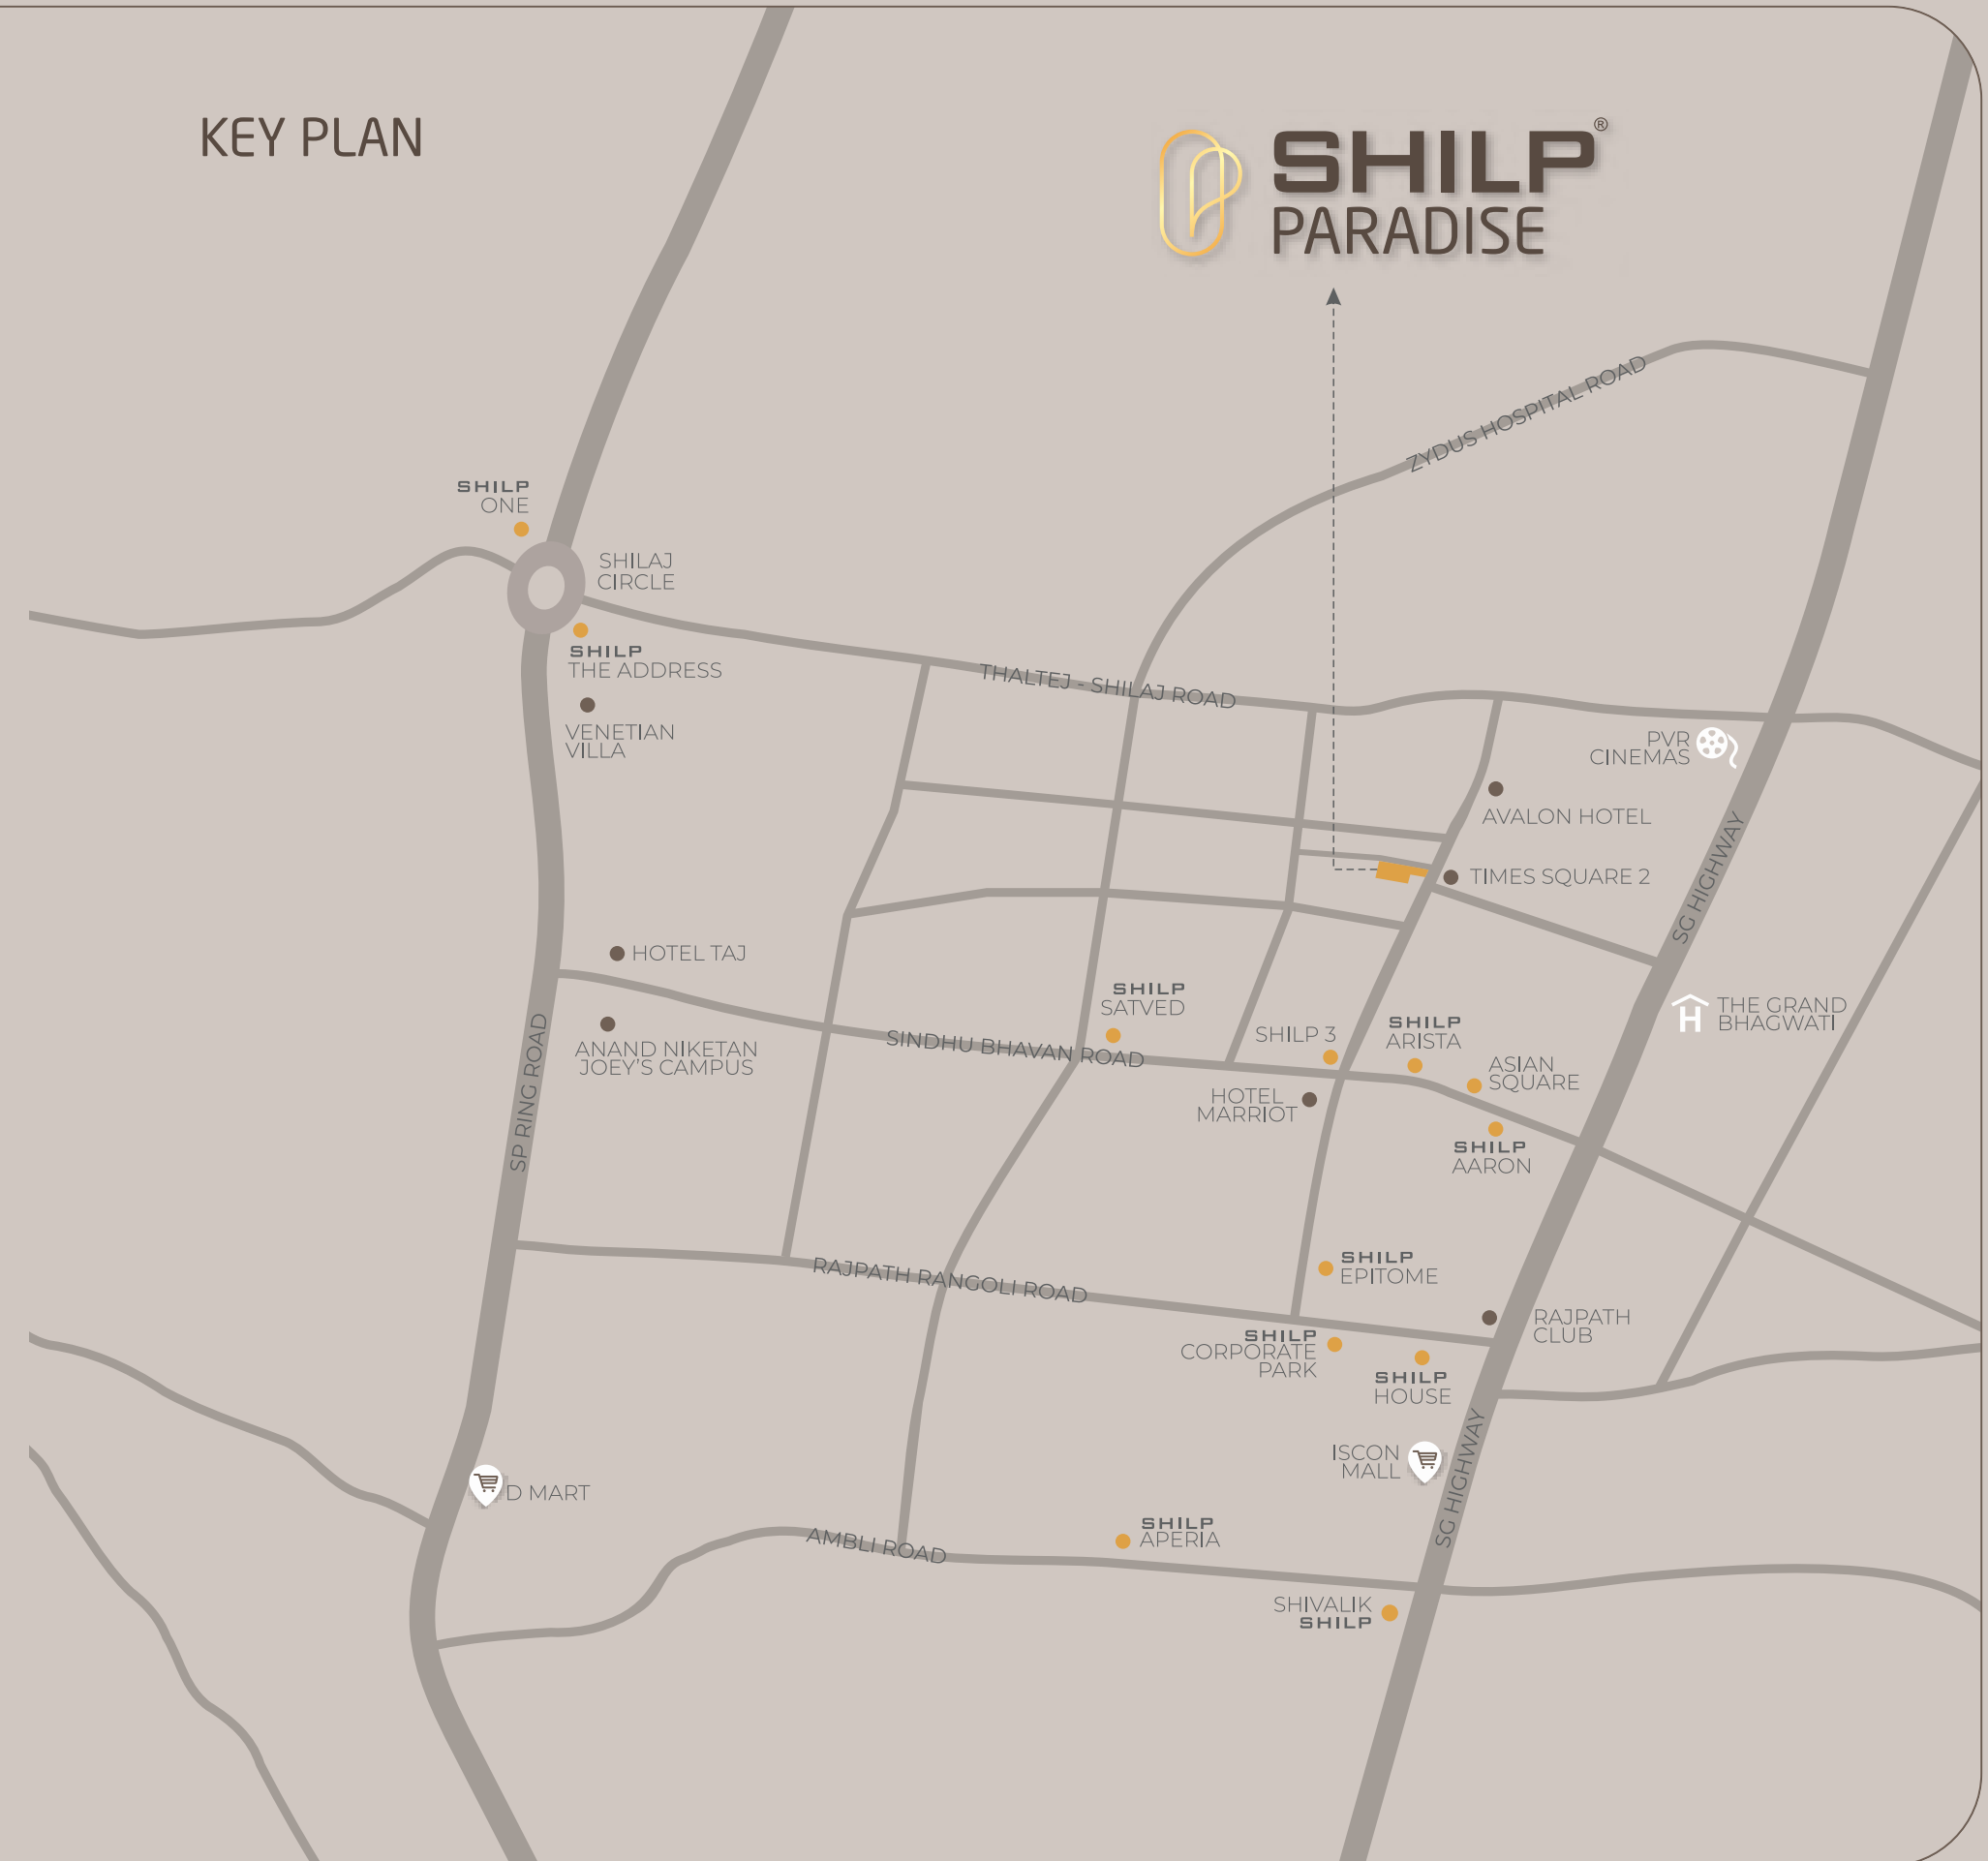 KEY PLAN
SHILP®
PARADISE
ZYDUS HOSPITAL ROAD
SHILP
ONE
SHILAJ
CIRCLE
SHILP
THE ADDRESS
VENETIAN
VILLA
THALTEJ - SHILAJ ROAD
PVR
CINEMAS
AVALON HOTEL
TIMES SQUARE 2
SG HIGHWAY
HOTEL TAJ
ANAND NIKETAN
JOEY'S CAMPUS
SP RING ROAD
SINDHU BHAVAN ROAD
SHILP
SATVED
SHILP 3
SHILP
ARISTA
ASIAN
SQUARE
H
THE GRAND
BHAGWATI
HOTEL
MARRIOT
SHILP
AARON
RAJPATH RANGOLI ROAD
SHILP
EPITOME
RAJPATH
CLUB
SHILP
CORPORATE
PARK
SHILP
HOUSE
ISCON
MALL
SG HIGHWAY
D MART
AMBLI ROAD
SHILP
APERIA
SHIVALIK
SHILP